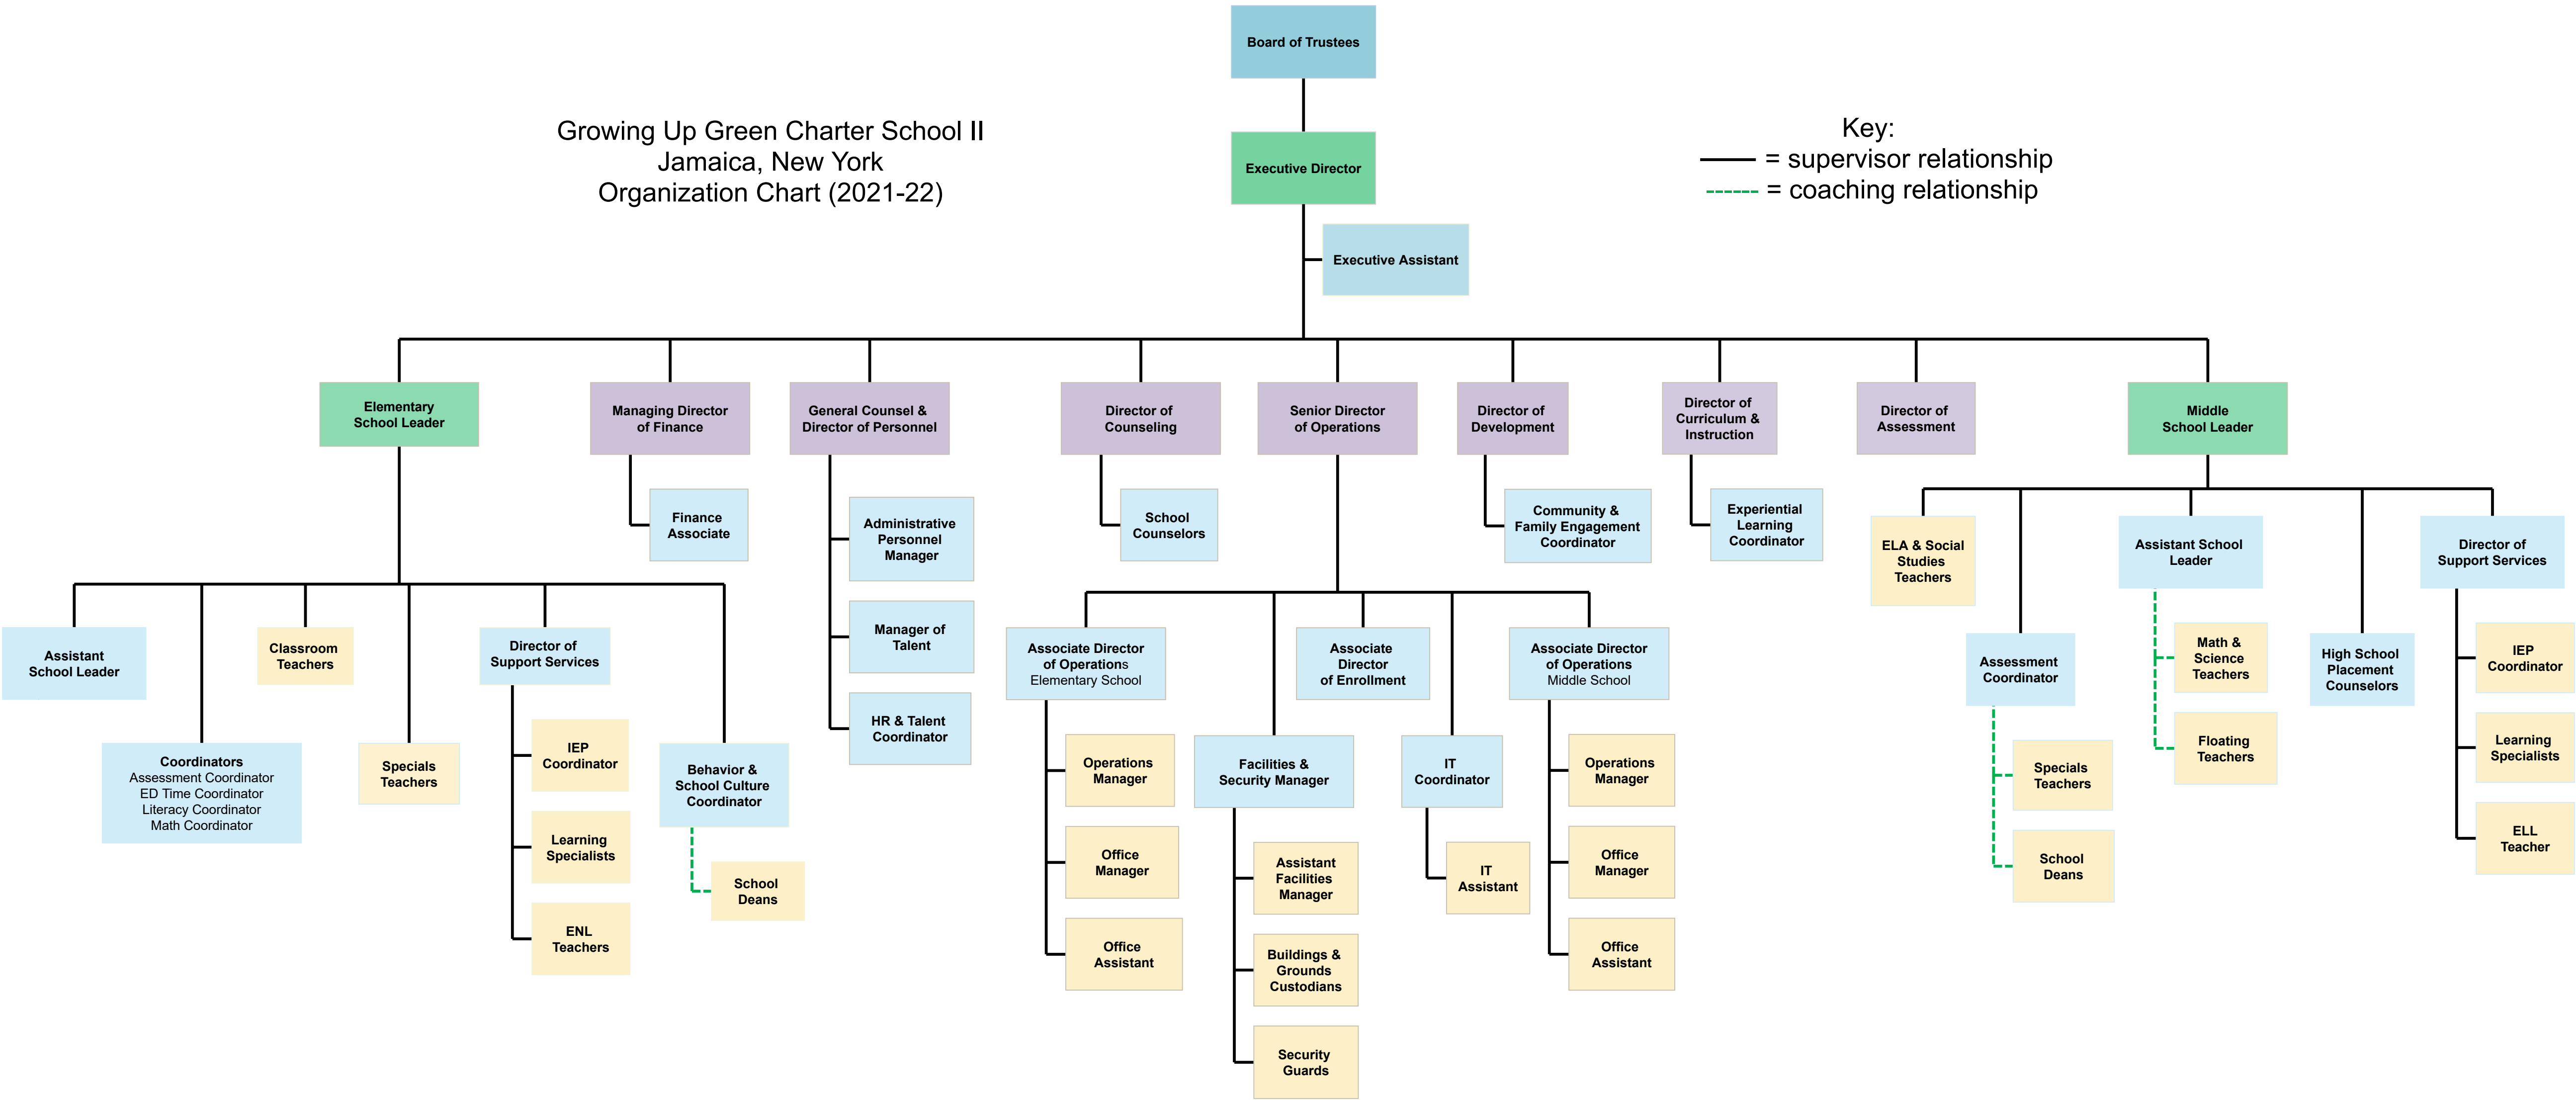 Board of Trustees
Growing Up Green Charter School II
Jamaica, New York
Organization Chart (2021-22)
Key:
= supervisor relationship
= coaching relationship
Executive Director
Executive Assistant
Elementary
School Leader
Managing Director
of Finance
General Counsel &
Director of Personnel
Director of
Counseling
Senior Director
of Operations
Director of
Development
Director of
Curriculum &
Instruction
Director of
Assessment
Middle
School Leader
Finance
Associate
Administrative
Personnel
Manager
Manager of
Talent
HR & Talent
Coordinator
School
Counselors
Community &
Family Engagement
Coordinator
Experiential
Learning
Coordinator
ELA & Social
Studies
Teachers
Assessment
Coordinator
Specials
Teachers
School
Deans
Assistant School
Leader
Math &
Science
Teachers
Floating
Teachers
High School
Placement
Counselors
Director of
Support Services
IEP
Coordinator
Learning
Specialists
ELL
Teacher
Assistant
School Leader
Coordinators
Assessment Coordinator
ED Time Coordinator
Literacy Coordinator
Math Coordinator
Classroom
Teachers
Specials
Teachers
Director of
Support Services
IEP
Coordinator
Learning
Specialists
ENL
Teachers
Behavior &
School Culture
Coordinator
School
Deans
Associate Director
of Operations
Elementary School
Operations
Manager
Office
Manager
Office
Assistant
Facilities &
Security Manager
Assistant
Facilities
Manager
Buildings &
Grounds
Custodians
Security
Guards
Associate
Director
of Enrollment
IT
Coordinator
IT
Assistant
Associate Director
of Operations
Middle School
Operations
Manager
Office
Manager
Office
Assistant